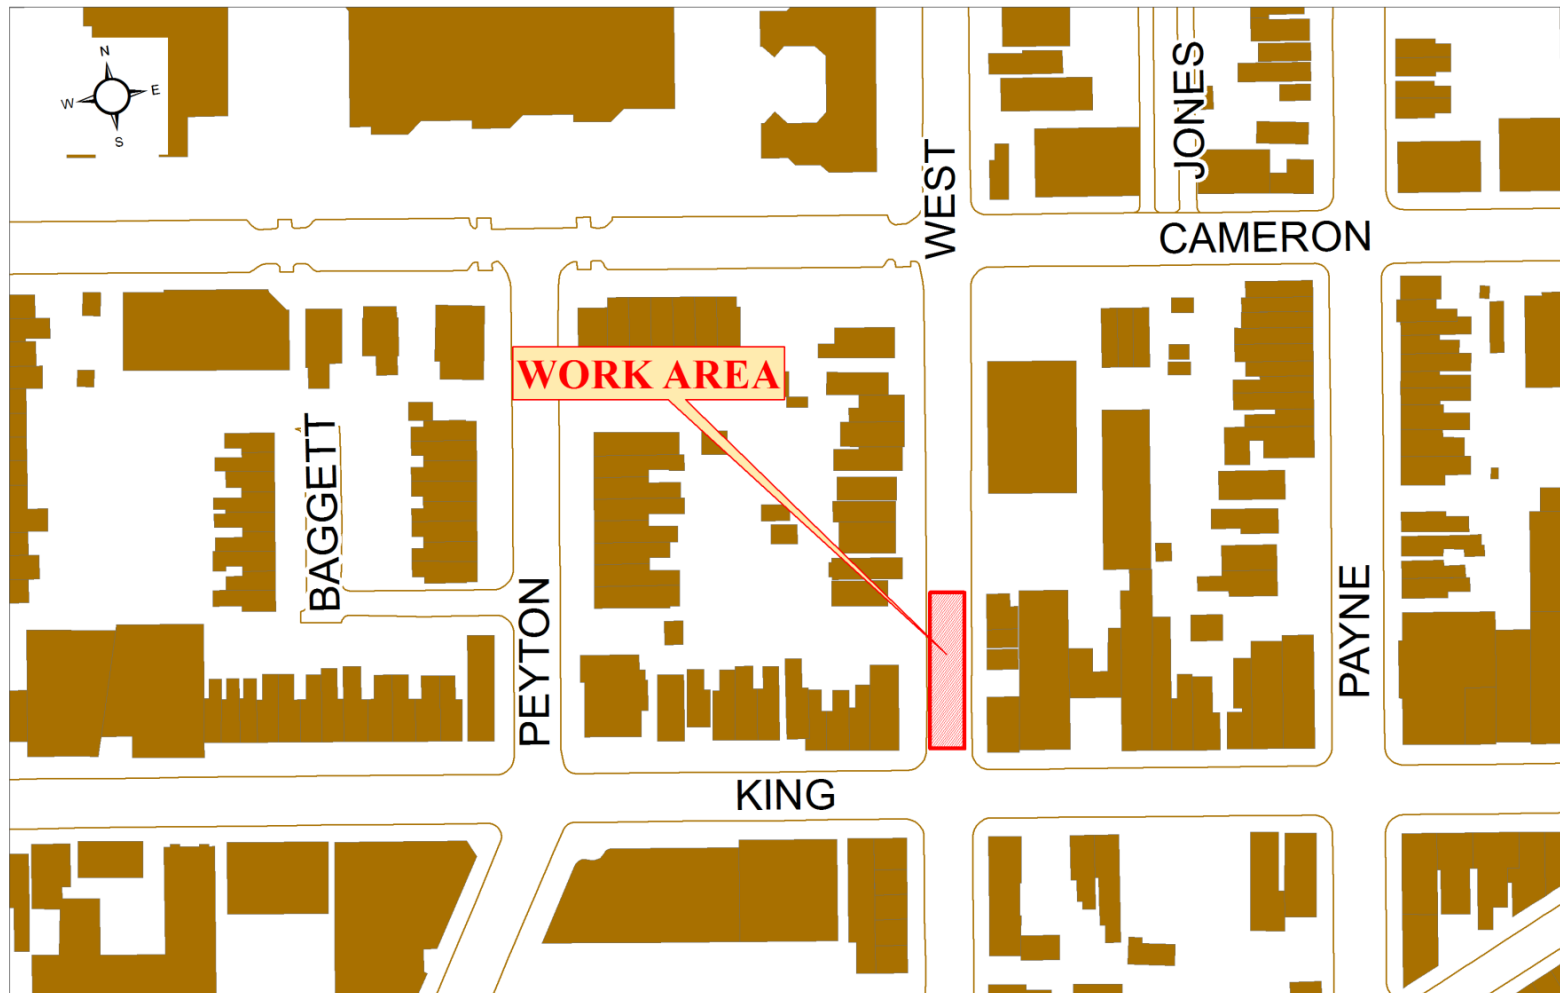 N
W E
S
JONES
WEST
CAMERON
WORK AREA
BAGGETT
PEYTON
PAYNE
KING